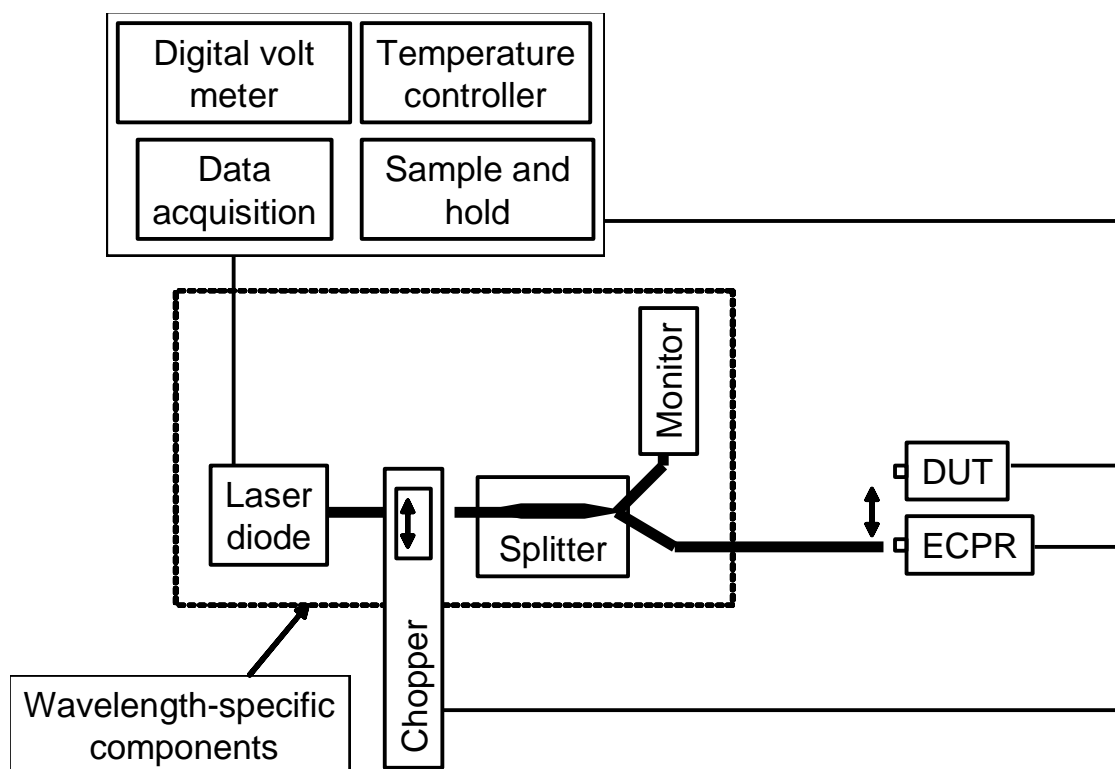 Digital volt
meter
Temperature
controller
Data
acquisition
Sample and
hold
Monitor
Laser
diode
Splitter
DUT
ECPR
Chopper
Wavelength-specific
components